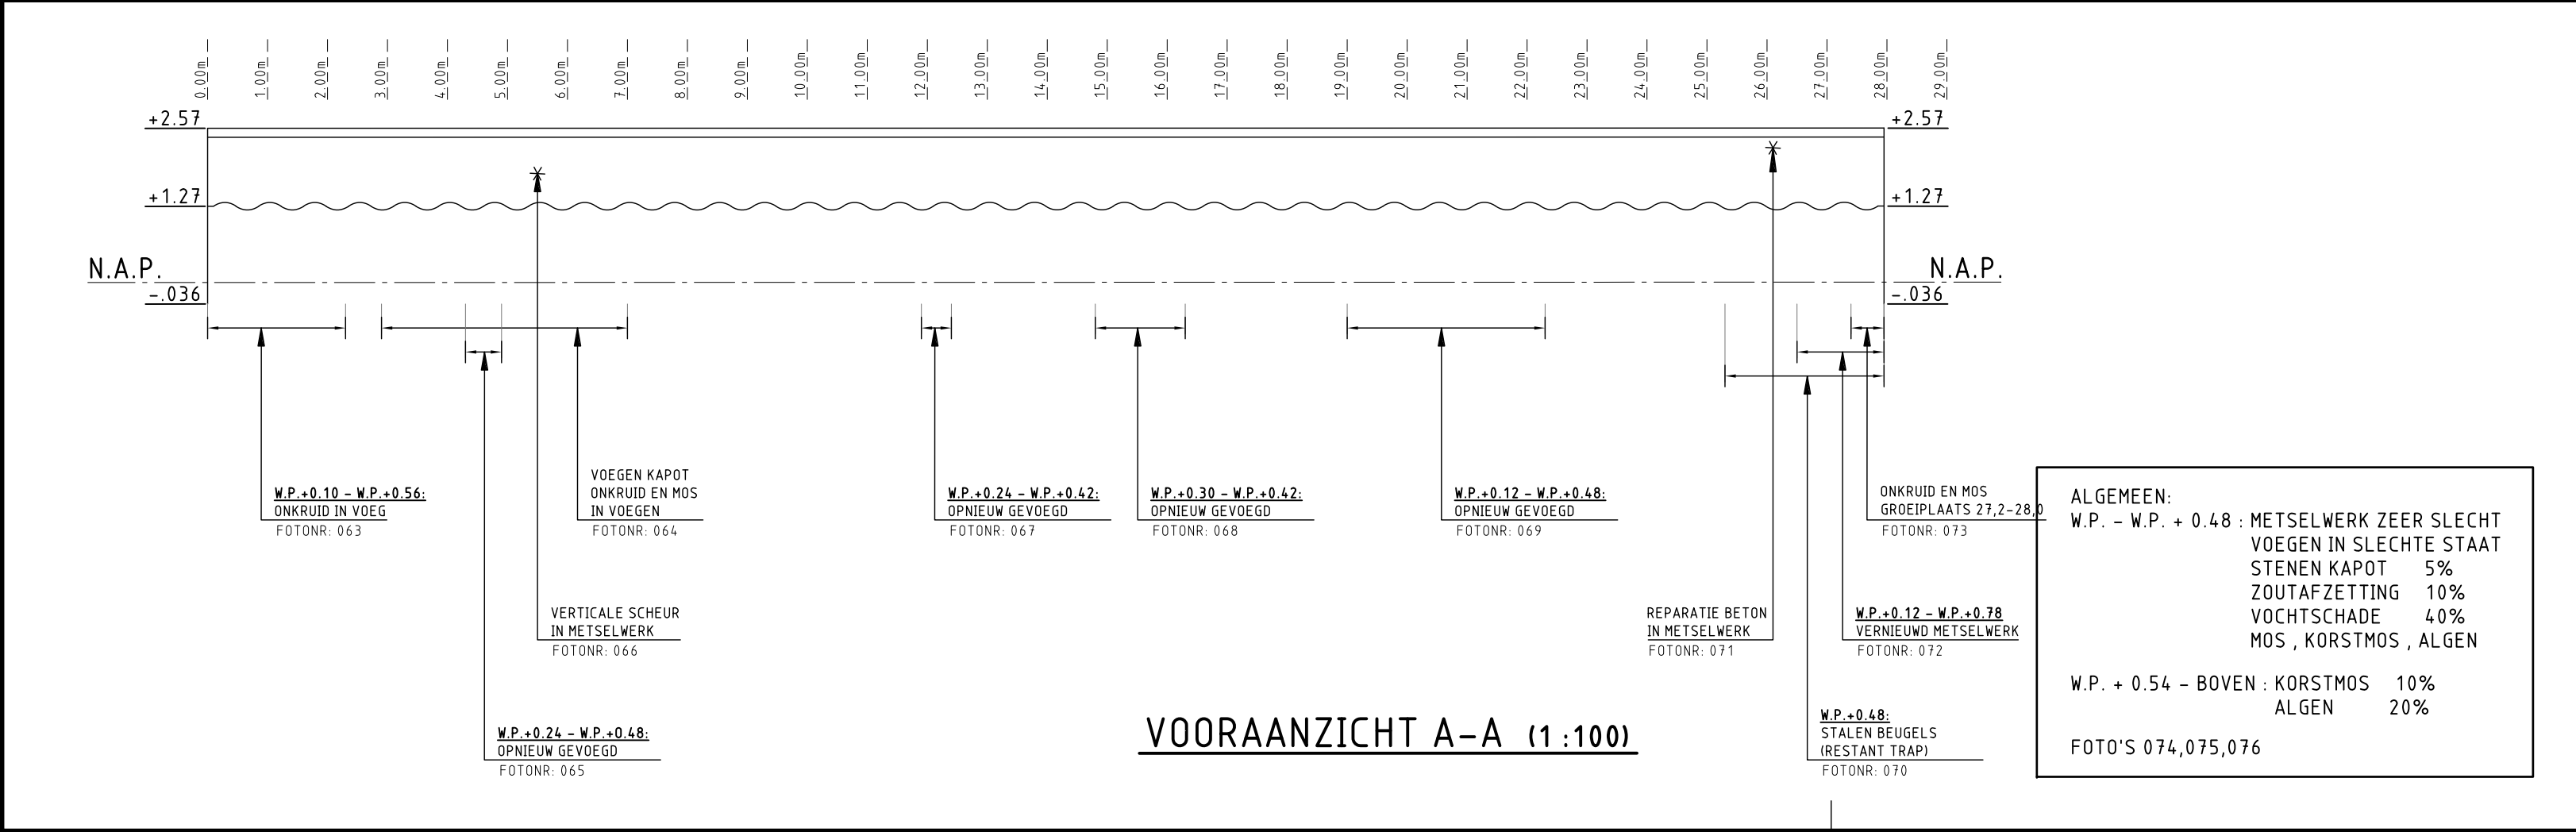 0.00m
1.00m
2.00m
3.00m
4.00m
5.00m
6.00m
7.00m
8.00m
9.00m
10.00m
11.00m
12.00m
13.00m
14.00m
15.00m
16.00m
17.00m
18.00m
19.00m
20.00m
21.00m
22.00m
23.00m
24.00m
25.00m
26.00m
27.00m
28.00m
29.00m
+2.57
+2.57
+1.27
+1.27
N.A.P.
N.A.P.
-.036
-.036
W.P.+0.10 - W.P.+0.56:
ONKRUID IN VOEG
FOTONR: 063
VOEGEN KAPOT
ONKRUID EN MOS
IN VOEGEN
FOTONR: 064
W.P.+0.24 - W.P.+0.42:
OPNIEUW GEVOEGD
FOTONR: 067
W.P.+0.30 - W.P.+0.42:
OPNIEUW GEVOEGD
FOTONR: 068
W.P.+0.12 - W.P.+0.48:
OPNIEUW GEVOEGD
FOTONR: 069
ONKRUID EN MOS
GROEIPLAATS 27,2-28,0
FOTONR: 073
VERTICALE SCHEUR
IN METSELWERK
FOTONR: 066
REPARATIE BETON
IN METSELWERK
FOTONR: 071
W.P.+0.12 - W.P.+0.78
VERNIEUWD METSELWERK
FOTONR: 072
W.P.+0.24 - W.P.+0.48:
OPNIEUW GEVOEGD
FOTONR: 065
VOORAANZICHT A-A (1 :100)
W.P.+0.48:
STALEN BEUGELS
(RESTANT TRAP)
FOTONR: 070
ALGEMEEN:
W.P. - W.P. + 0.48 : METSELWERK ZEER SLECHT
VOEGEN IN SLECHTE STAAT
STENEN KAPOT 5%
ZOUTAFZETTING 10%
VOCHTSCHADE 40%
MOS , KORSTMOS , ALGEN
W.P. + 0.54 - BOVEN : KORSTMOS 10%
ALGEN 20%
FOTO'S 074,075,076